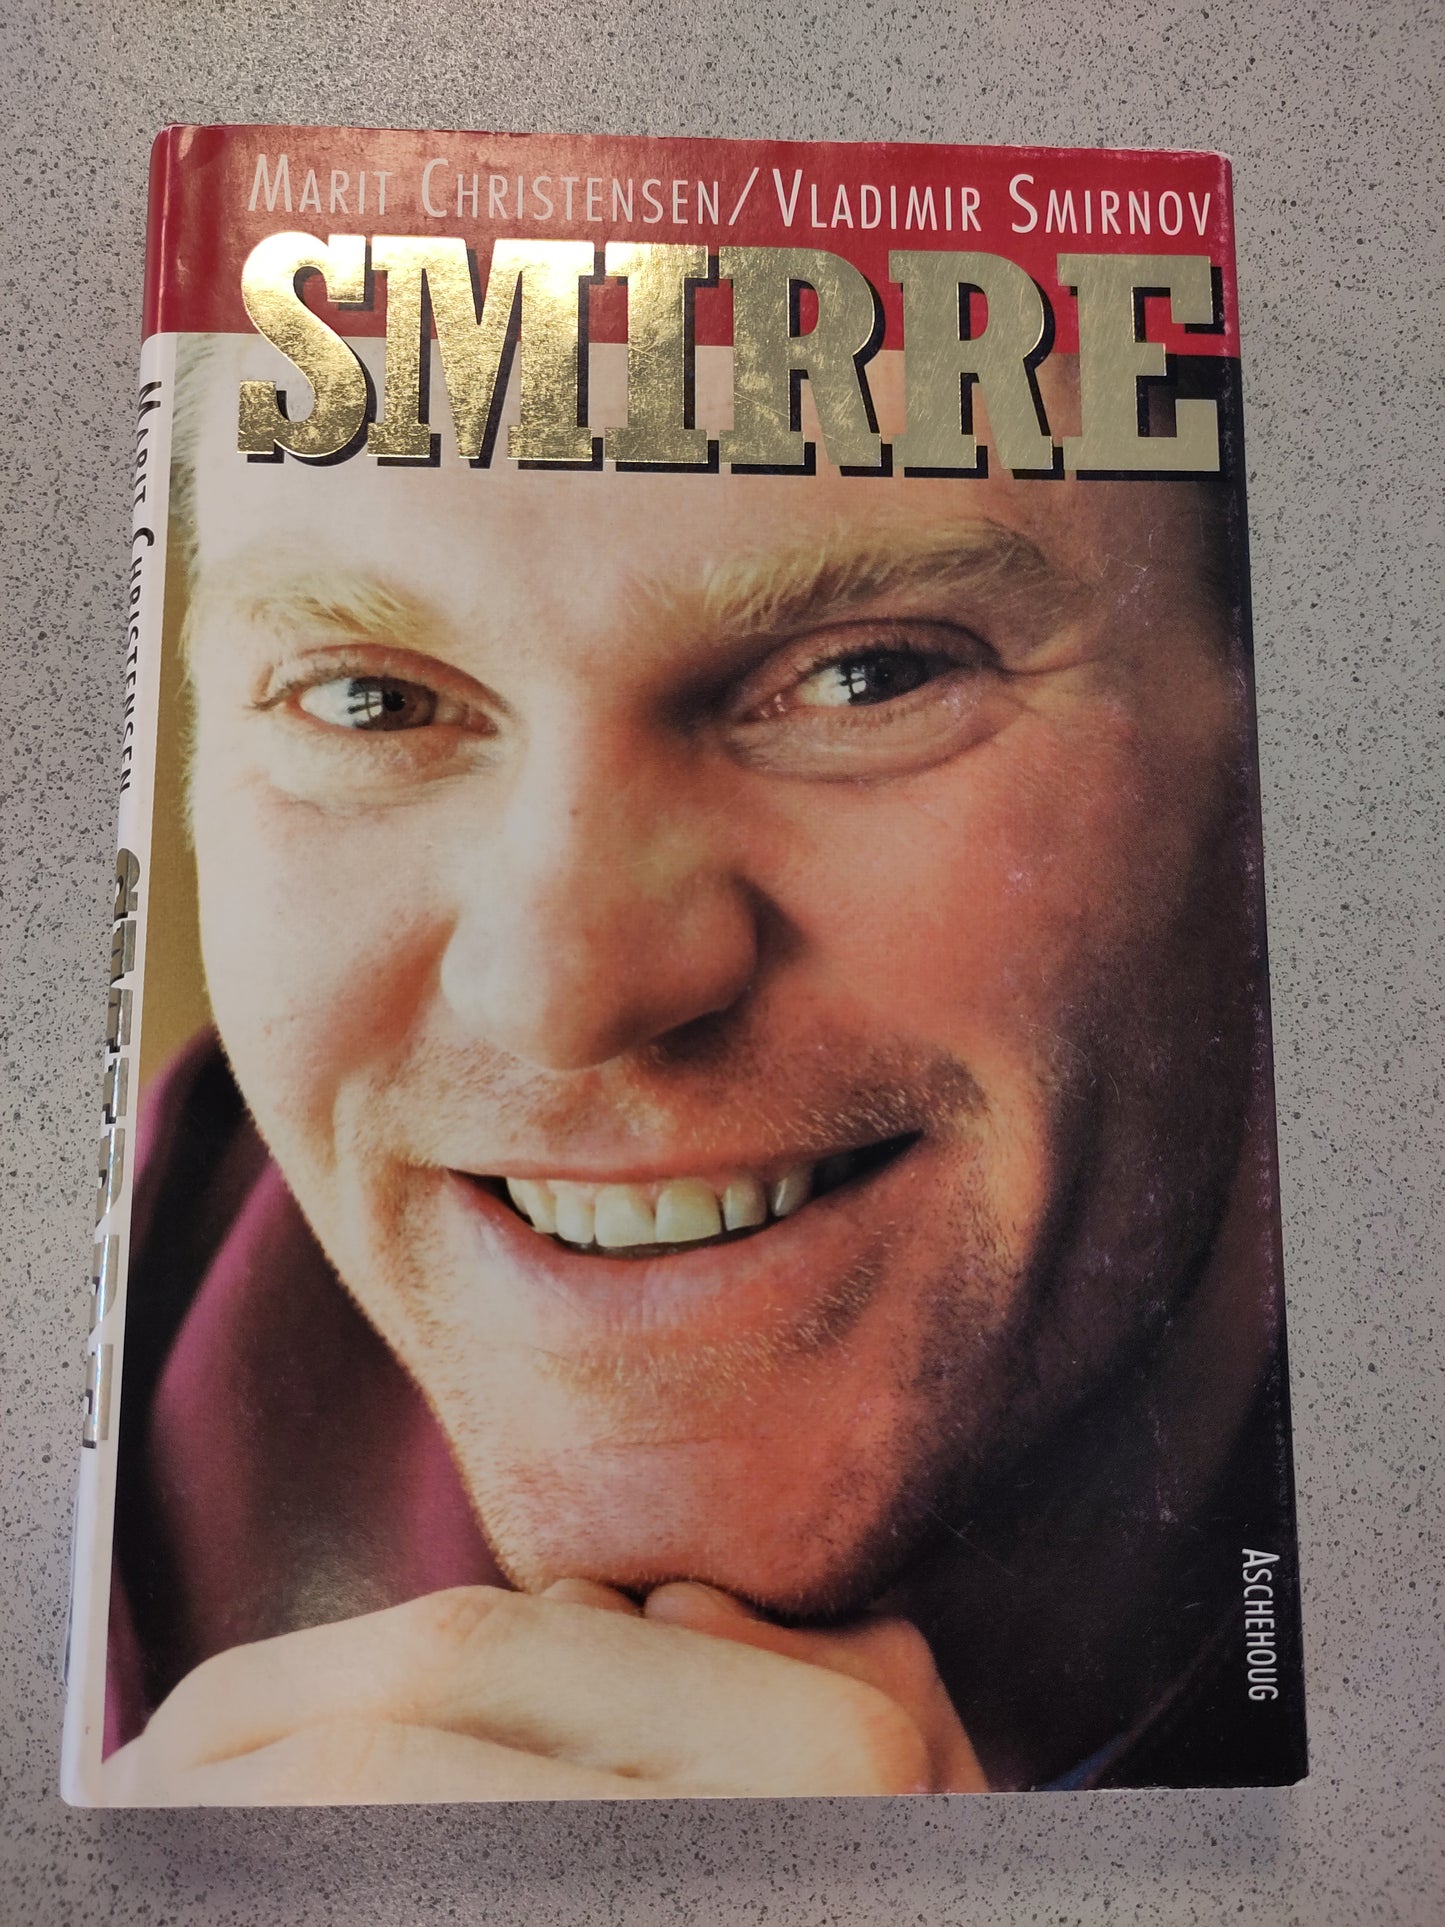 MARIT CHRISTENSEN/VLADIMIR SMIRNOV
SMIRRE
MARIT CHRISTENSEN SMIRRE
ASCHEHOUG